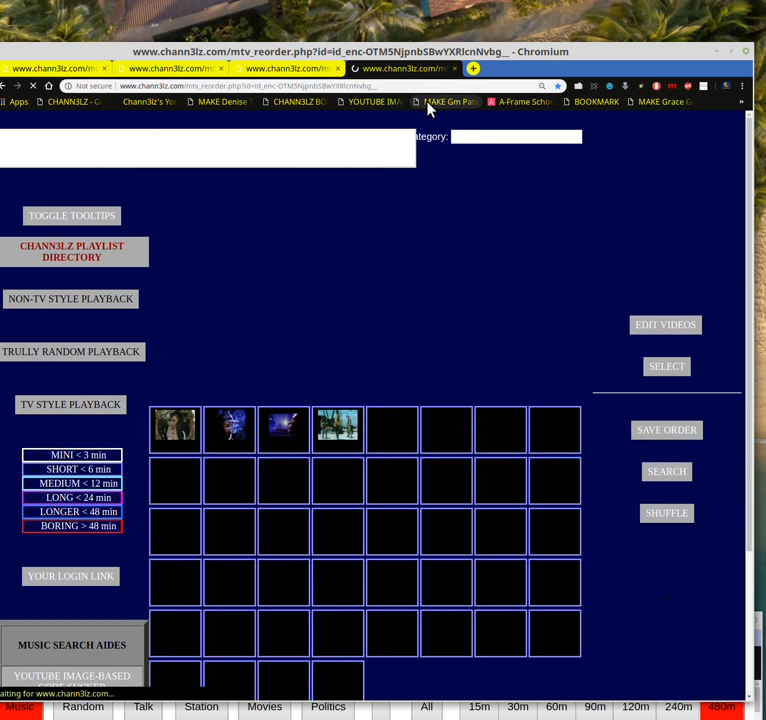 www.chann3lz.com/mtv_reorder.php?id=id_enc-OTM5NjpnbSBwYXRlcnNvbg__ - Chromium
www.chann3lz.com/m × www.chann3lz.com/m × www.chann3lz.com/m × www.chann3lz.com/m ×
Not secure | www.chann3lz.com/mtv_reorder.php?id=id_enc-OTM5NjpnbSBwYXRlcnNvbg__
Apps CHANN3LZ - G Chann3lz's You MAKE Denise CHANN3LZ BO YOUTUBE IMA MAKE Gm Pate A-Frame Schoo BOOKMARK MAKE Grace G »
ategory:
TOGGLE TOOLTIPS
CHANN3LZ PLAYLIST
DIRECTORY
NON-TV STYLE PLAYBACK
TRULLY RANDOM PLAYBACK
TV STYLE PLAYBACK
MINI < 3 min
SHORT < 6 min
MEDIUM < 12 min
LONG < 24 min
LONGER < 48 min
BORING > 48 min
YOUR LOGIN LINK
MUSIC SEARCH AIDES
YOUTUBE IMAGE-BASED
EDIT VIDEOS
SELECT
SAVE ORDER
SEARCH
SHUFFLE
aiting for www.chann3lz.com...
Music Random Talk Station Movies Politics All 15m 30m 60m 90m 120m 240m 480m